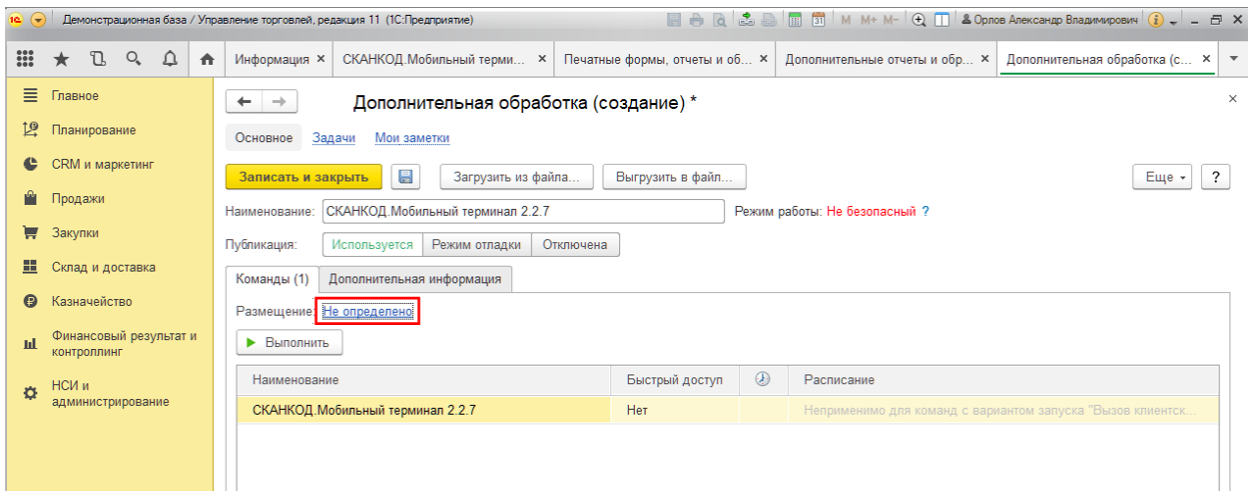 Демонстрационная база / Управление торговлей, редакция 11 (1С:Предприятие)
M M+ M- Орлов Александр Владимирович
Информация × СКАНКОД.Мобильный терми... × Печатные формы, отчеты и об... × Дополнительные отчеты и обр... × Дополнительная обработка (с... ×
Главное
Планирование
CRM и маркетинг
Продажи
Закупки
Склад и доставка
Казначейство
Финансовый результат и
контроллинг
НСИ и
администрирование
Дополнительная обработка (создание) *
Основное Задачи Мои заметки
Записать и закрыть Загрузить из файла... Выгрузить в файл... Еще ?
Наименование: СКАНКОД.Мобильный терминал 2.2.7 Режим работы: Не безопасный ?
Публикация: Используется Режим отладки Отключена
Команды (1) Дополнительная информация
Размещение: Не определено
Выполнить
Наименование Быстрый доступ Расписание
СКАНКОД.Мобильный терминал 2.2.7 Нет Неприменимо для команд с вариантом запуска "Вызов клиентск...